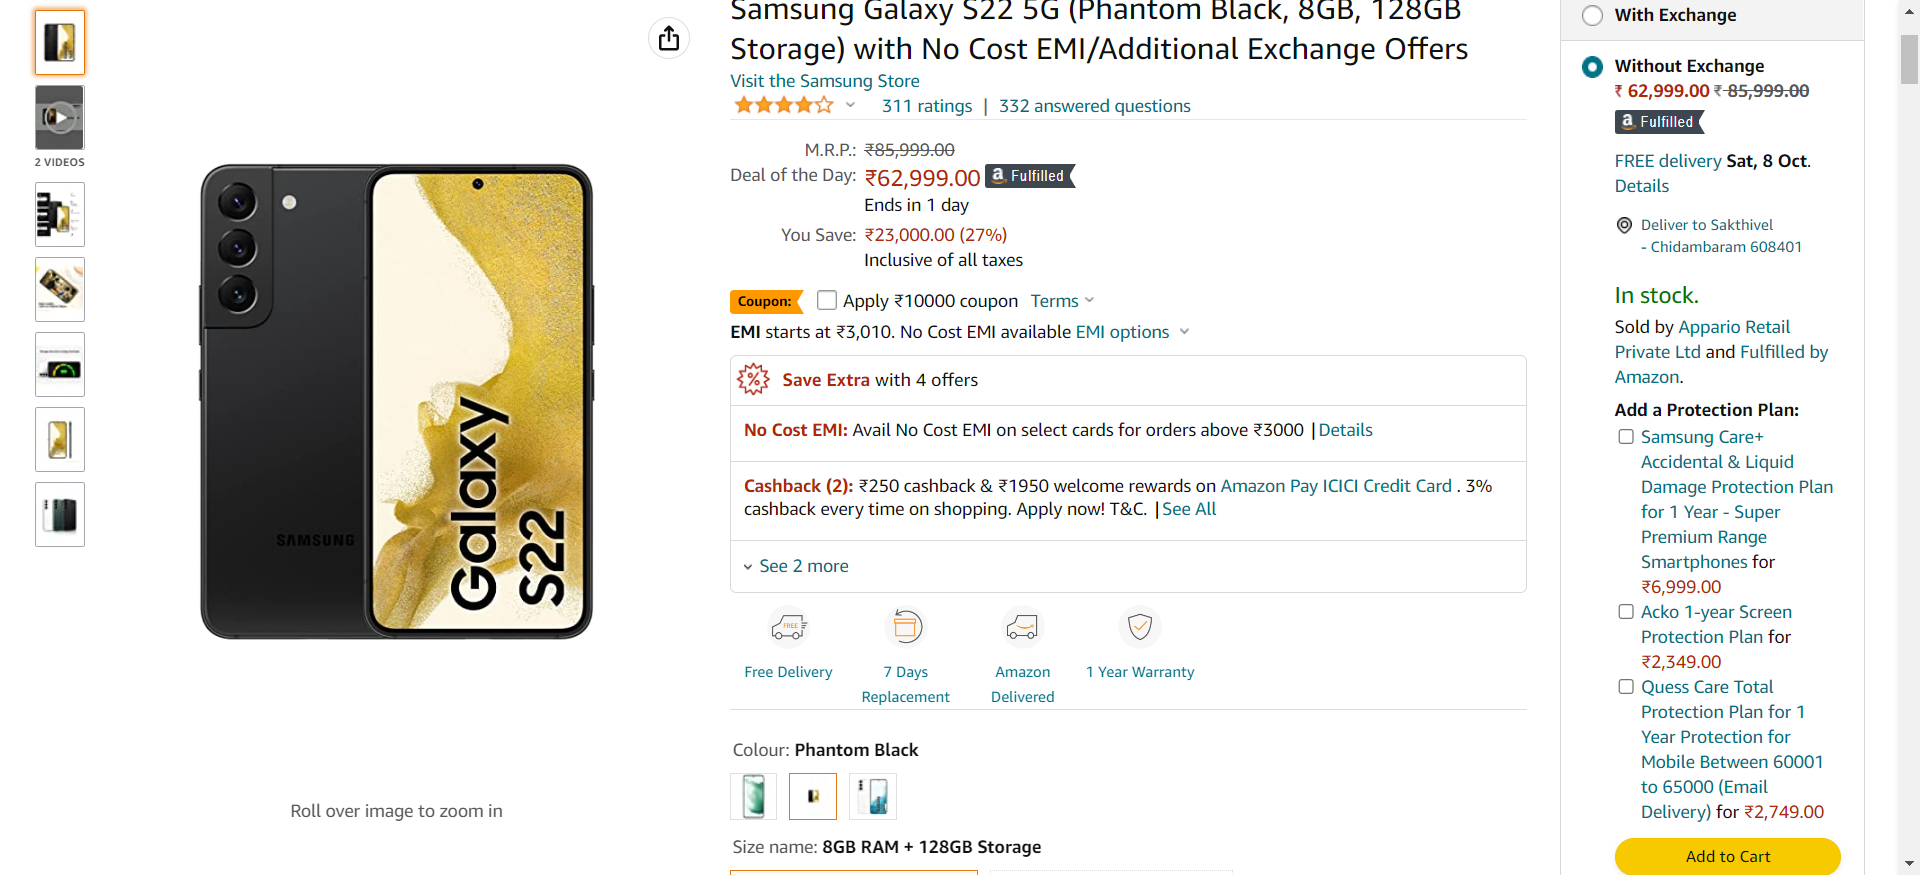 2 VIDEOS
SAMSUNG
Galaxy
S22
Roll over image to zoom in
Samsung Galaxy S22 5G (Phantom Black, 8GB, 128GB
Storage) with No Cost EMI/Additional Exchange Offers
Visit the Samsung Store
311 ratings | 332 answered questions
M.R.P.: ₹85,999.00
Deal of the Day: ₹62,999.00 a Fulfilled
Ends in 1 day
You Save: ₹23,000.00 (27%)
Inclusive of all taxes
Coupon: Apply ₹10000 coupon Terms
EMI starts at ₹3,010. No Cost EMI available EMI options
Save Extra with 4 offers
No Cost EMI: Avail No Cost EMI on select cards for orders above ₹3000 | Details
Cashback (2): ₹250 cashback & ₹1950 welcome rewards on Amazon Pay ICICI Credit Card . 3%
cashback every time on shopping. Apply now! T&C. | See All
See 2 more
FREE
Free Delivery
7 Days
Replacement
Amazon
Delivered
1 Year Warranty
Colour: Phantom Black
Size name: 8GB RAM + 128GB Storage
With Exchange
Without Exchange
₹ 62,999.00 ₹ 85,999.00
a Fulfilled
FREE delivery Sat, 8 Oct.
Details
Deliver to Sakthivel
- Chidambaram 608401
In stock.
Sold by Appario Retail
Private Ltd and Fulfilled by
Amazon.
Add a Protection Plan:
Samsung Care+
Accidental & Liquid
Damage Protection Plan
for 1 Year - Super
Premium Range
Smartphones for
₹6,999.00
Acko 1-year Screen
Protection Plan for
₹2,349.00
Quess Care Total
Protection Plan for 1
Year Protection for
Mobile Between 60001
to 65000 (Email
Delivery) for ₹2,749.00
Add to Cart